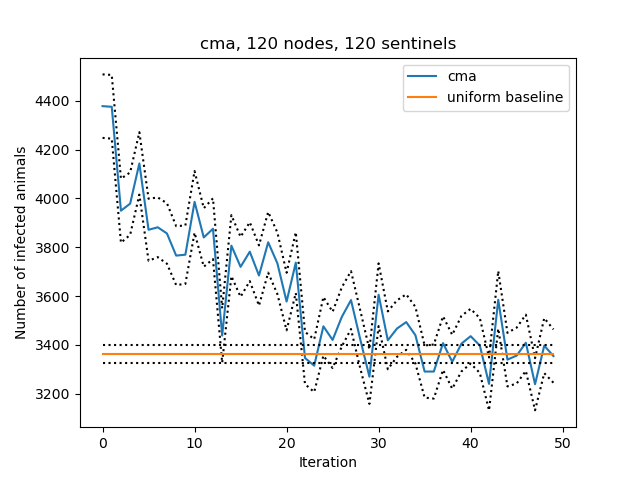 cma, 120 nodes, 120 sentinels
cma
uniform baseline
Number of infected animals
4400
4200
4000
3800
3600
3400
3200
0 10 20 30 40 50
Iteration